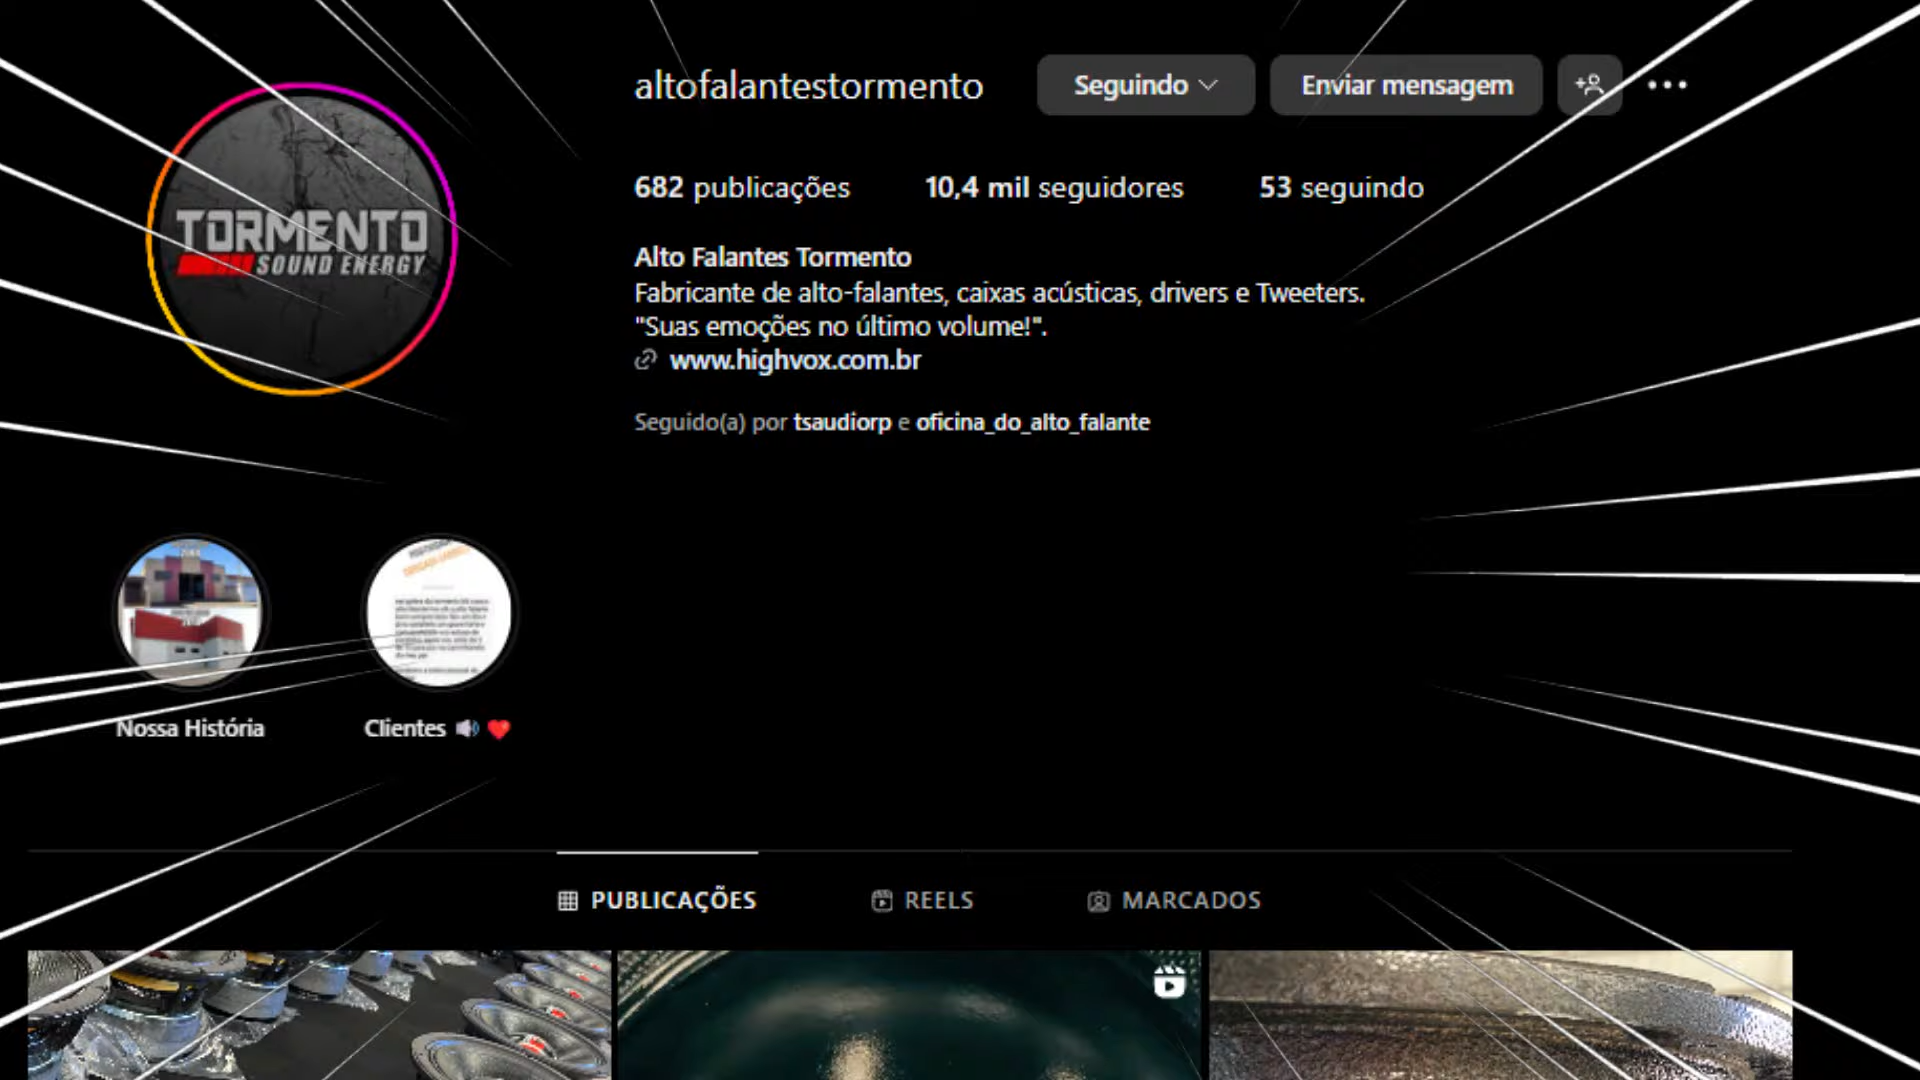 altofalantestormento
Seguindo
Enviar mensagem
682 publicações
10,4 mil seguidores
53 seguindo
TORMENTO
SOUND ENERGY
Alto Falantes Tormento
Fabricante de alto-falantes, caixas acústicas, drivers e Tweeters.
"Suas emoções no último volume!".
www.highvox.com.br
Seguido(a) por tsaudiorp e oficina_do_alto_falante
Nossa História
Clientes 🔊 ❤️
PUBLICAÇÕES
REELS
MARCADOS